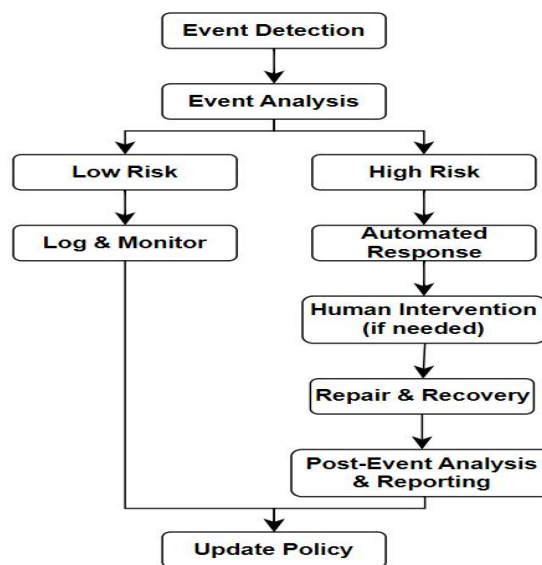 Event Detection
Event Analysis
Low Risk
High Risk
Log & Monitor
Automated
Response
Human Intervention
(if needed)
Repair & Recovery
Post-Event Analysis
& Reporting
Update Policy